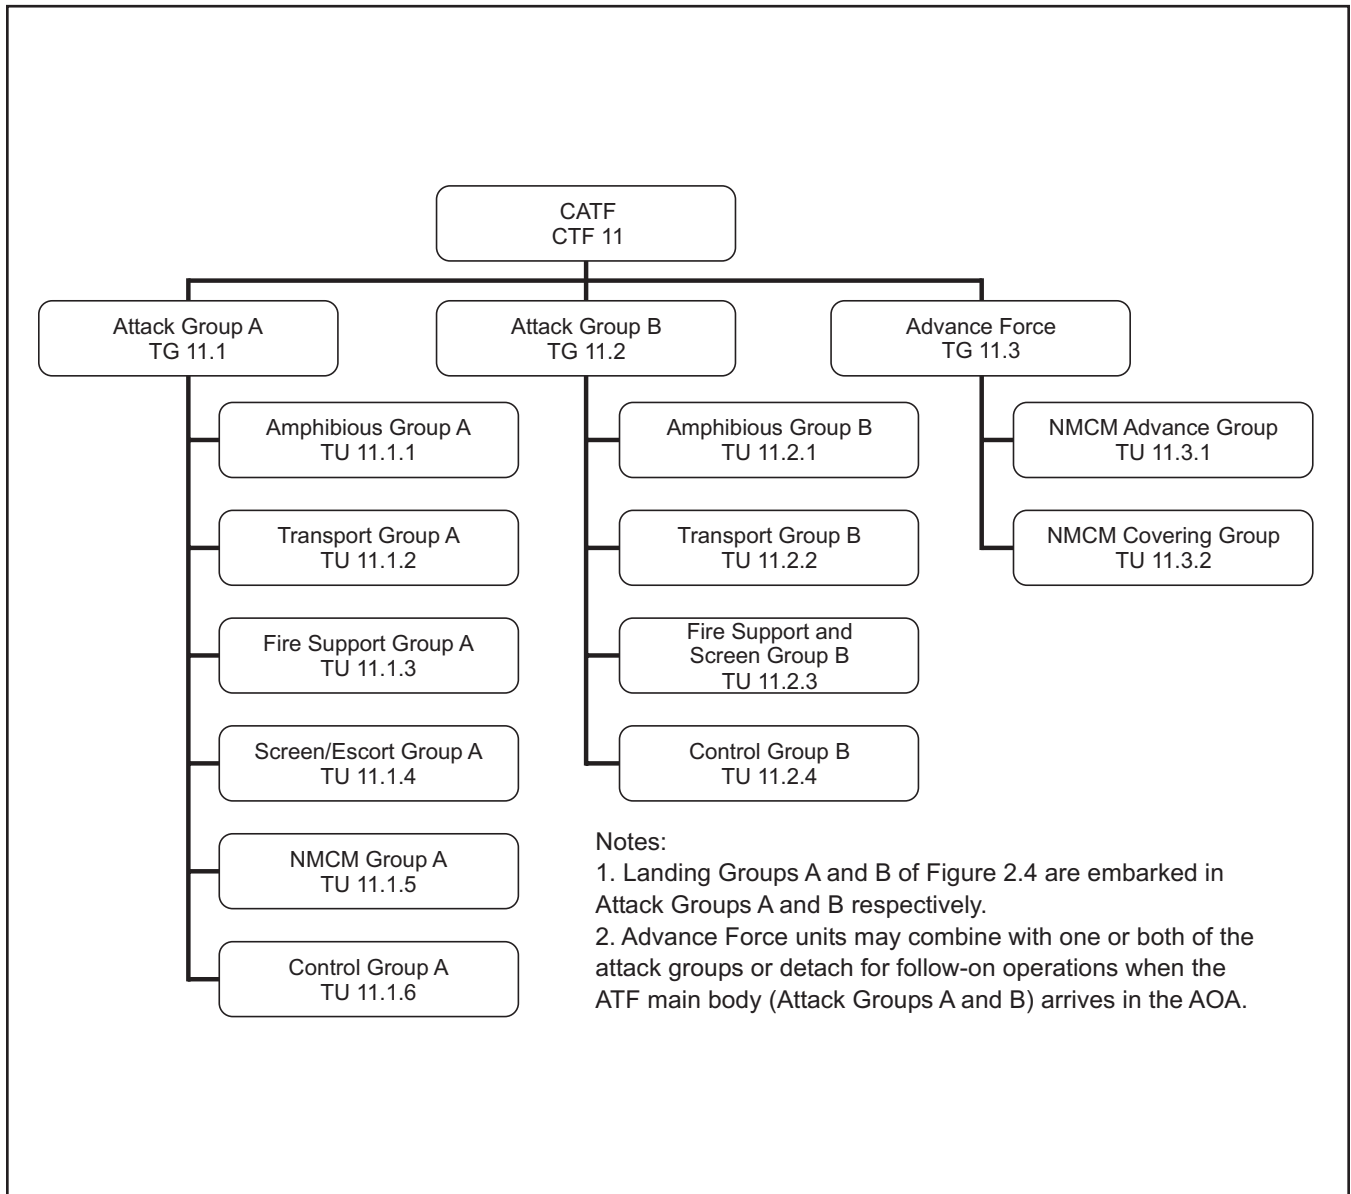 CATF
CTF 11
Attack Group A
TG 11.1
Attack Group B
TG 11.2
Advance Force
TG 11.3
Amphibious Group A
TU 11.1.1
Transport Group A
TU 11.1.2
Fire Support Group A
TU 11.1.3
Screen/Escort Group A
TU 11.1.4
NMCM Group A
TU 11.1.5
Control Group A
TU 11.1.6
Amphibious Group B
TU 11.2.1
Transport Group B
TU 11.2.2
Fire Support and
Screen Group B
TU 11.2.3
Control Group B
TU 11.2.4
NMCM Advance Group
TU 11.3.1
NMCM Covering Group
TU 11.3.2
Notes:
1. Landing Groups A and B of Figure 2.4 are embarked in
Attack Groups A and B respectively.
2. Advance Force units may combine with one or both of the
attack groups or detach for follow-on operations when the
ATF main body (Attack Groups A and B) arrives in the AOA.